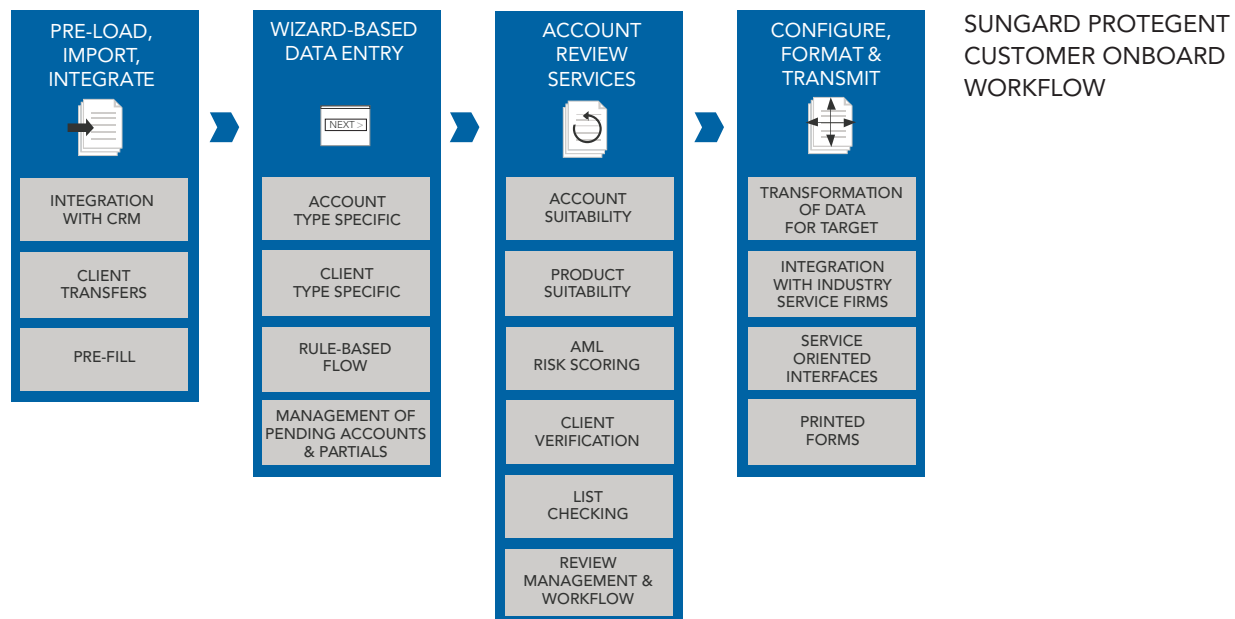 PRE-LOAD,
IMPORT,
INTEGRATE
INTEGRATION
WITH CRM
CLIENT
TRANSFERS
PRE-FILL
WIZARD-BASED
DATA ENTRY
NEXT >
ACCOUNT
TYPE SPECIFIC
CLIENT
TYPE SPECIFIC
RULE-BASED
FLOW
MANAGEMENT OF
PENDING ACCOUNTS
& PARTIALS
ACCOUNT
REVIEW
SERVICES
ACCOUNT
SUITABILITY
PRODUCT
SUITABILITY
AML
RISK SCORING
CLIENT
VERIFICATION
LIST
CHECKING
REVIEW
MANAGEMENT &
WORKFLOW
CONFIGURE,
FORMAT &
TRANSMIT
TRANSFORMATION
OF DATA
FOR TARGET
INTEGRATION
WITH INDUSTRY
SERVICE FIRMS
SERVICE
ORIENTED
INTERFACES
PRINTED
FORMS
SUNGARD PROTEGENT
CUSTOMER ONBOARD
WORKFLOW